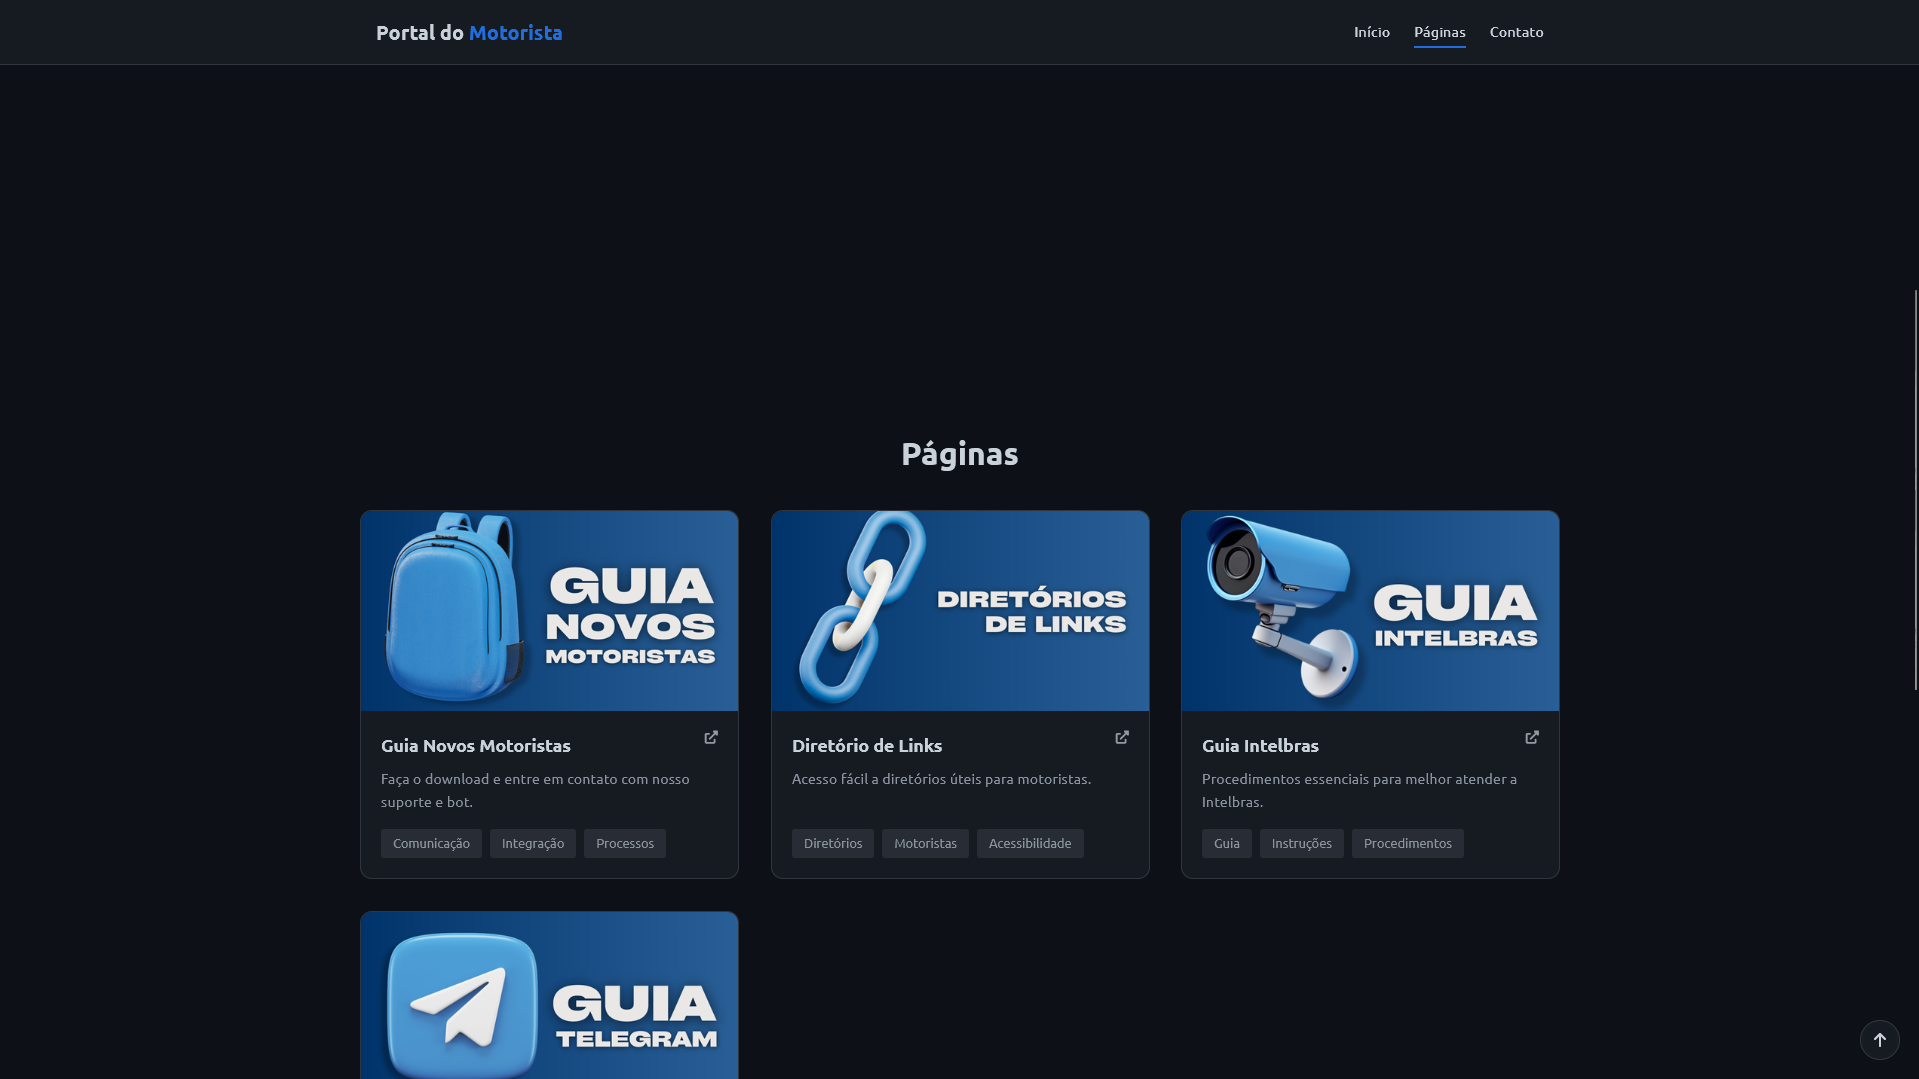 Portal do Motorista
Início Páginas Contato
Páginas
GUIA
NOVOS
MOTORISTAS
Guia Novos Motoristas
Faça o download e entre em contato com nosso
suporte e bot.
Comunicação Integração Processos
DIRETÓRIOS
DE LINKS
Diretório de Links
Acesso fácil a diretórios úteis para motoristas.
Diretórios Motoristas Acessibilidade
GUIA
INTELBRAS
Guia Intelbras
Procedimentos essenciais para melhor atender a
Intelbras.
Guia Instruções Procedimentos
GUIA
TELEGRAM